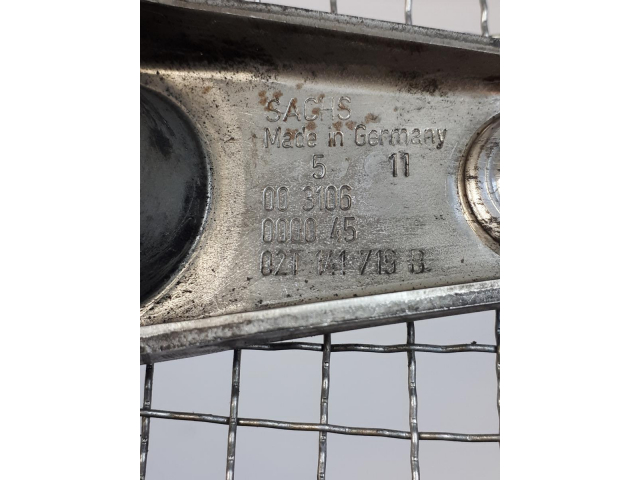 SACHS
Made in Germany
5 11
00 3106
0000 45
02T 141 719 B